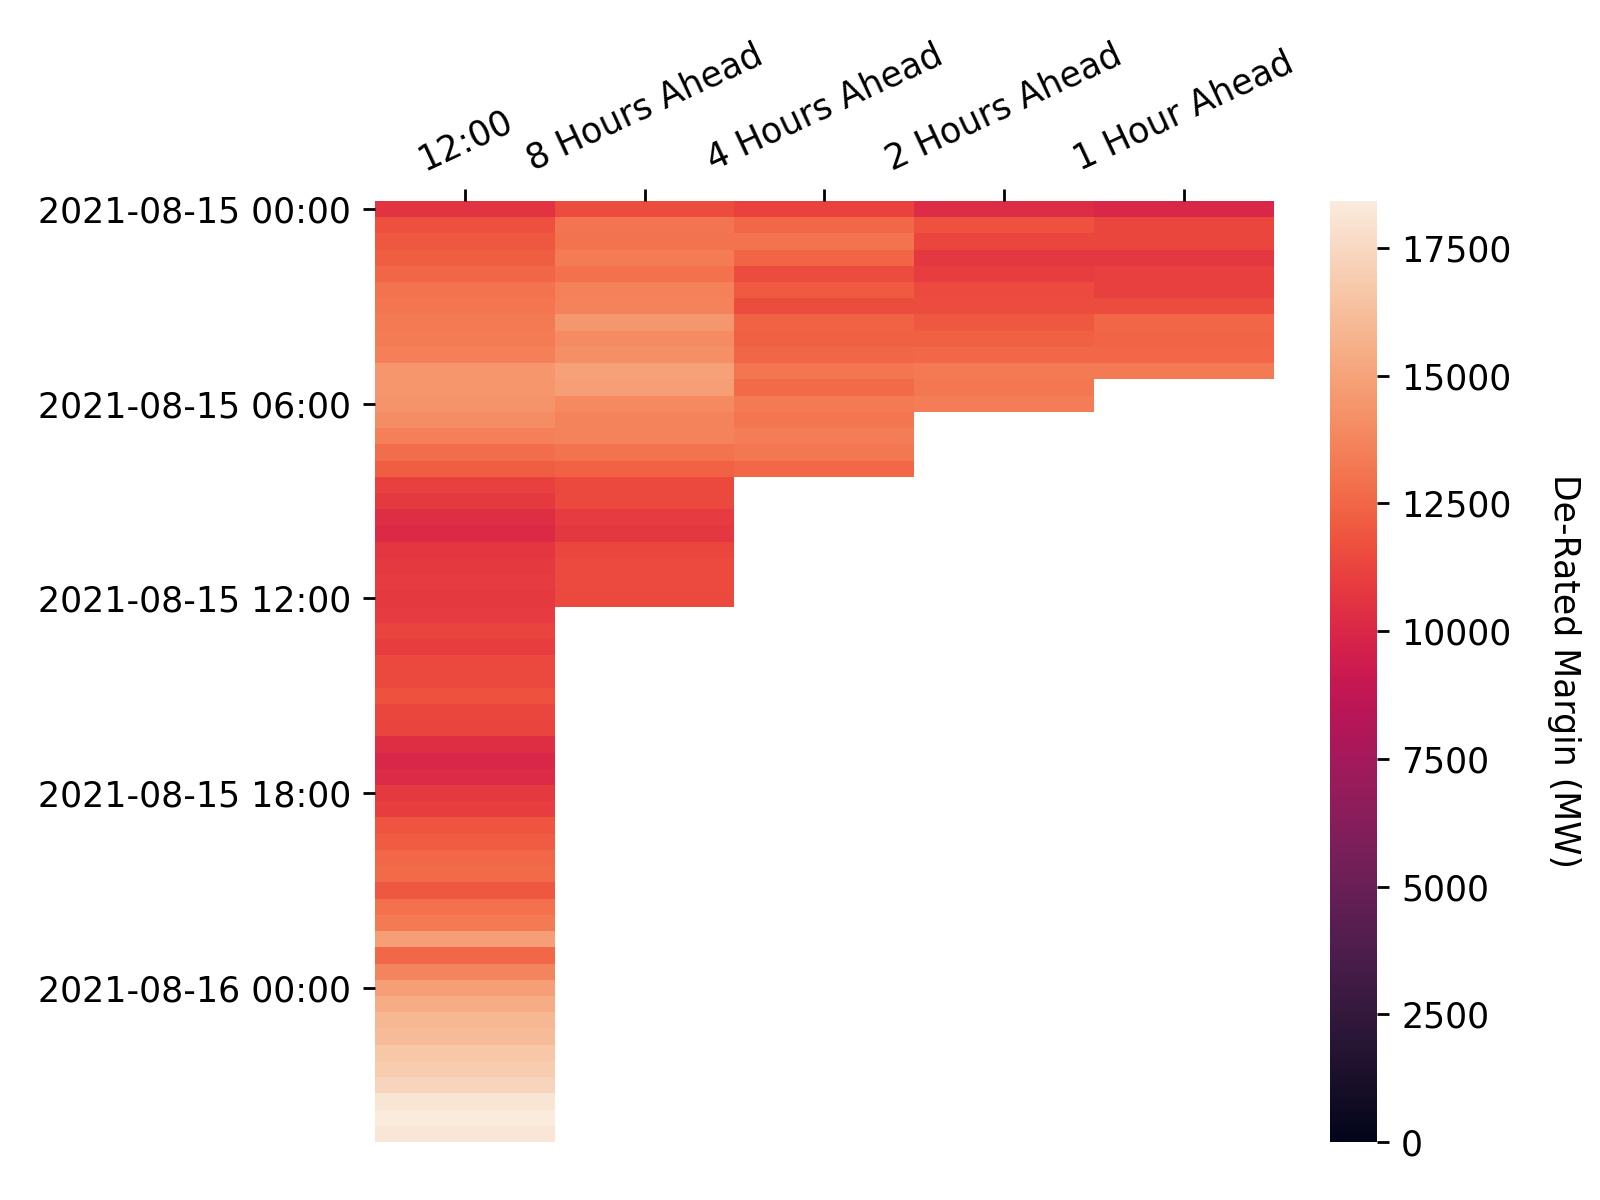 12:00
8 Hours Ahead
4 Hours Ahead
2 Hours Ahead
1 Hour Ahead
2021-08-15 00:00
2021-08-15 06:00
2021-08-15 12:00
2021-08-15 18:00
2021-08-16 00:00
17500
15000
12500
10000
7500
5000
2500
0
De-Rated Margin (MW)